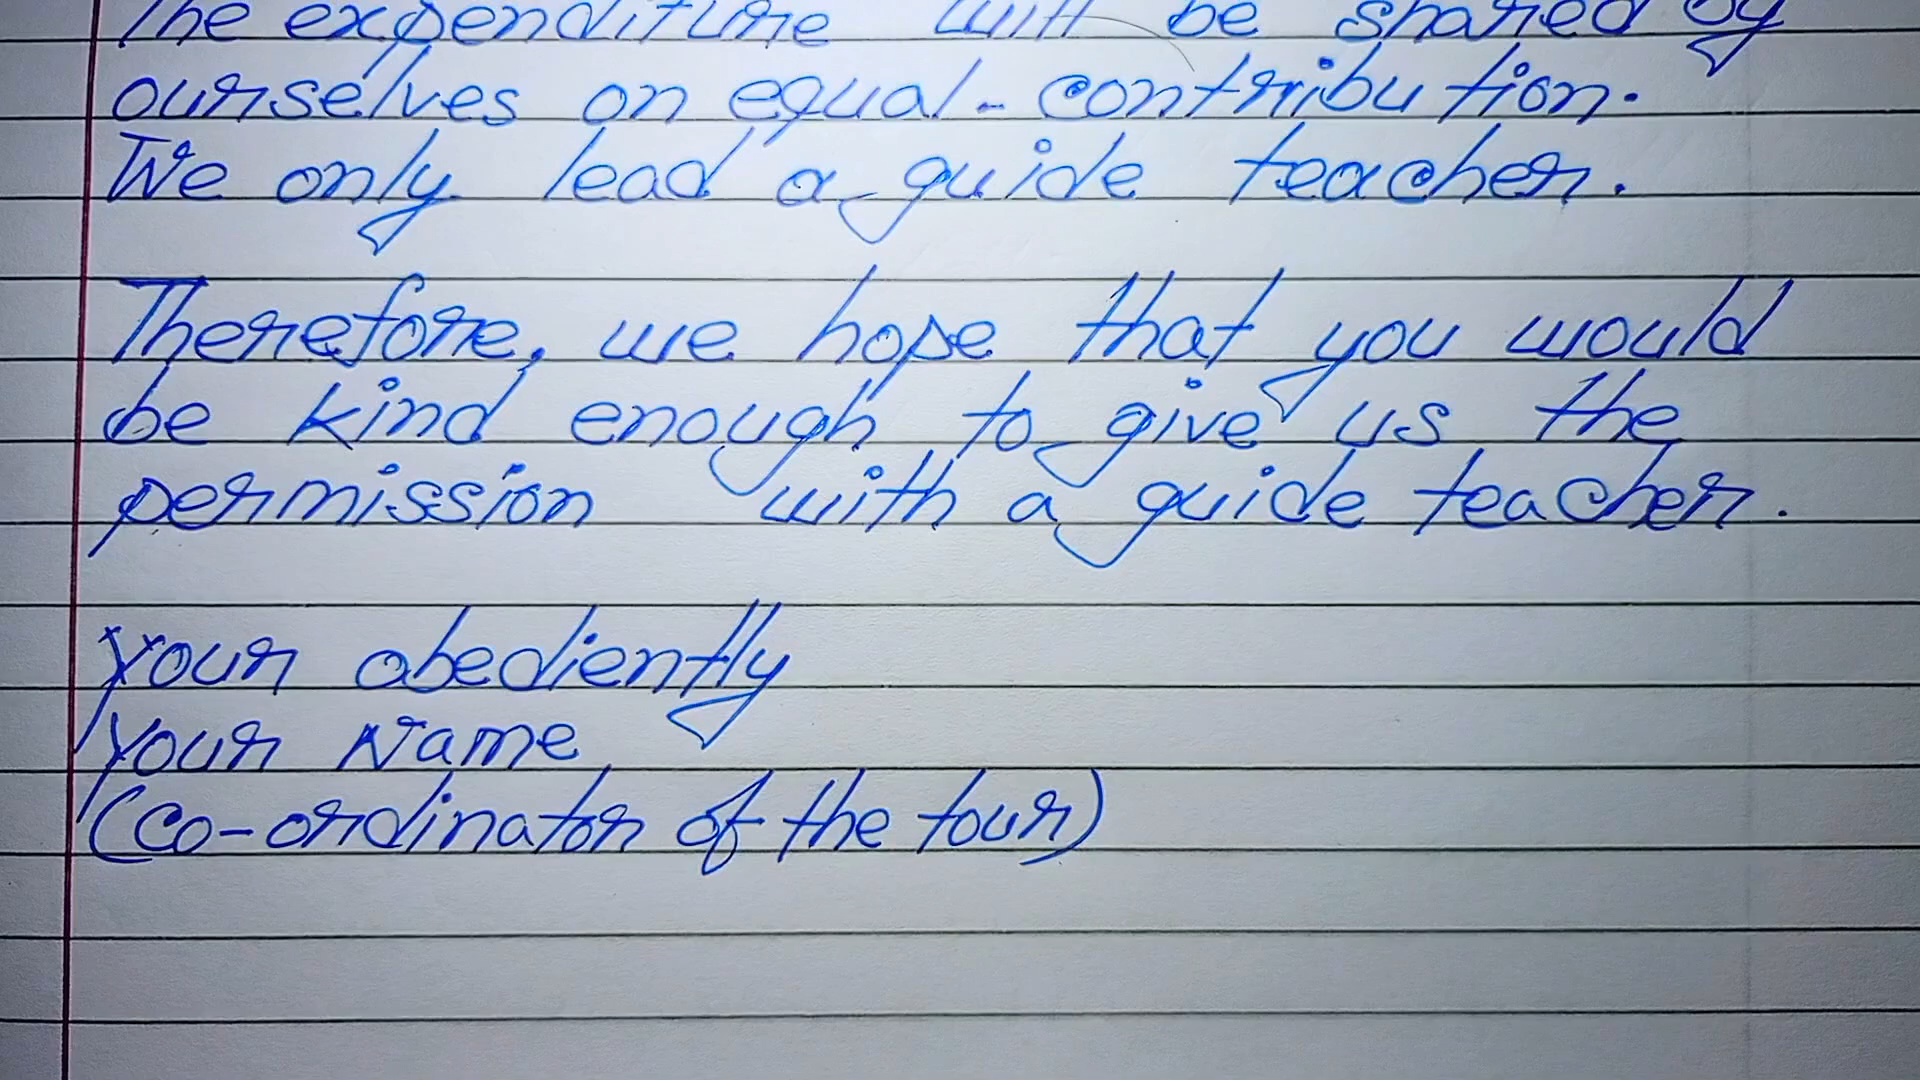 The expenditure will be shared by
ourselves on equal-contribution.
We only lead a guide teacher.
Therefore, we hope that you would
be kind enough to give us the
permission with a guide teacher.
Your obediently
Your Name
(Co-ordinator of the tour)